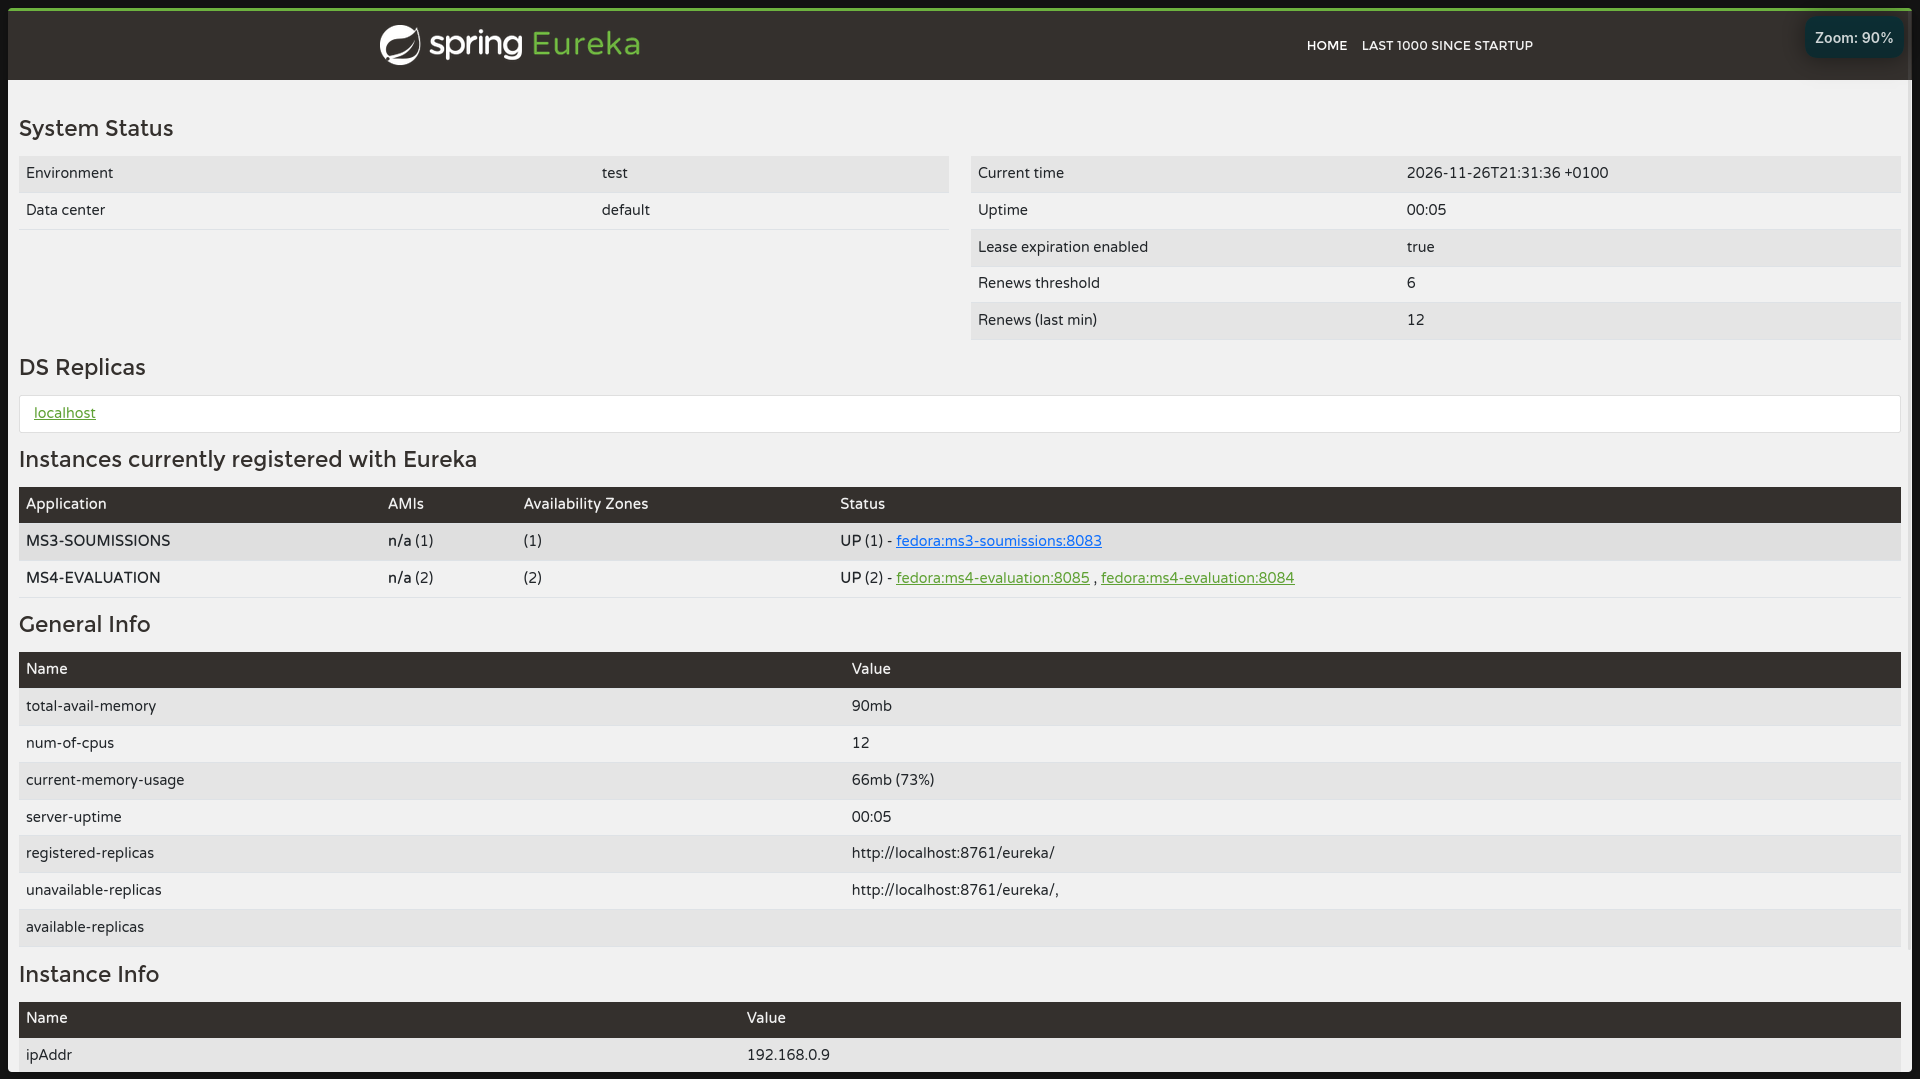 spring Eureka
HOME LAST 1000 SINCE STARTUP
Zoom: 90%
System Status
Environment test
Data center default
Current time 2026-11-26T21:31:36 +0100
Uptime 00:05
Lease expiration enabled true
Renews threshold 6
Renews (last min) 12
DS Replicas
localhost
Instances currently registered with Eureka
Application AMIs Availability Zones Status
MS3-SOUMISSIONS n/a (1) (1) UP (1) - fedora:ms3-soumissions:8083
MS4-EVALUATION n/a (2) (2) UP (2) - fedora:ms4-evaluation:8085 , fedora:ms4-evaluation:8084
General Info
Name Value
total-avail-memory 90mb
num-of-cpus 12
current-memory-usage 66mb (73%)
server-uptime 00:05
registered-replicas http://localhost:8761/eureka/
unavailable-replicas http://localhost:8761/eureka/,
available-replicas
Instance Info
Name Value
ipAddr 192.168.0.9